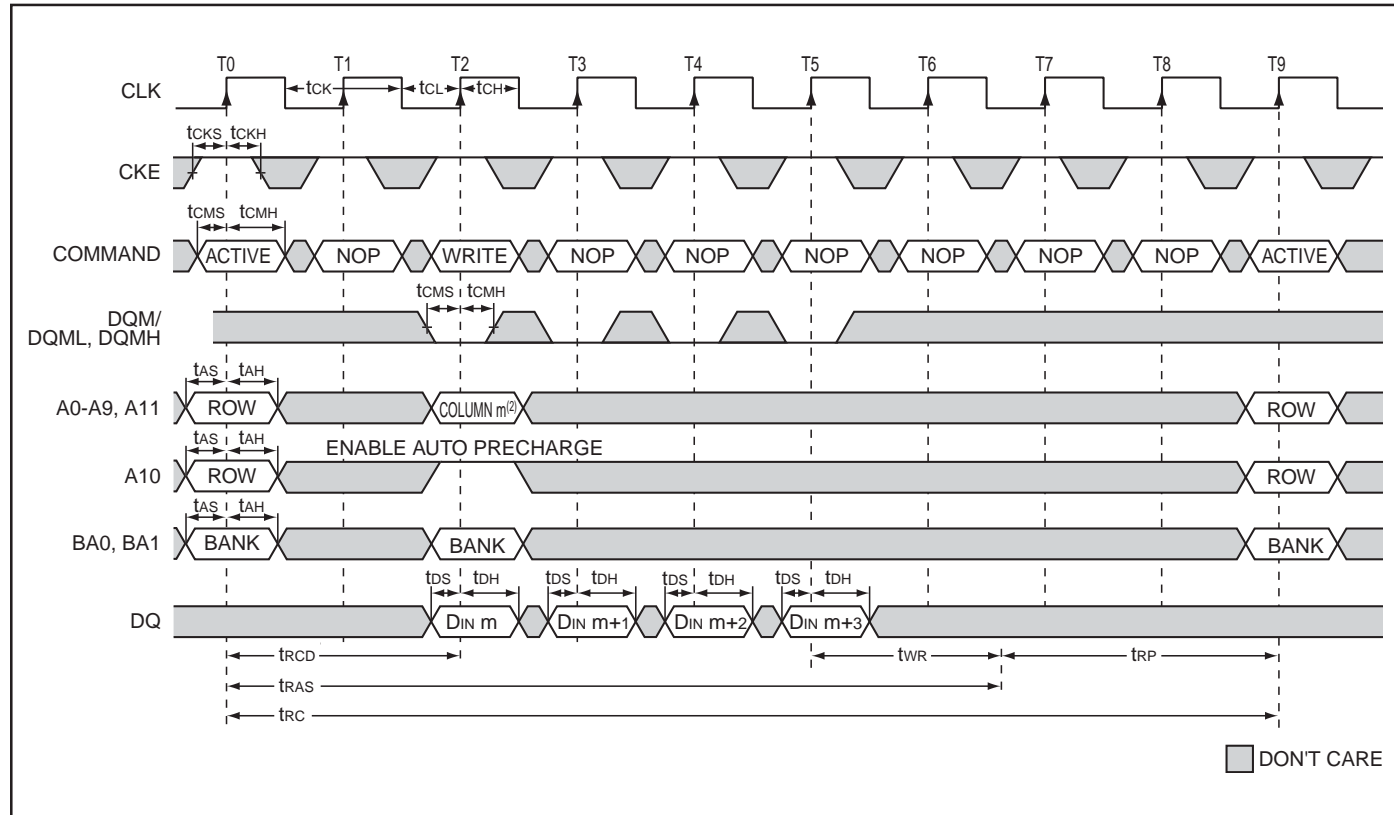 T0 T1 T2 T3 T4 T5 T6 T7 T8 T9
CLK tCK tCL tCH
tCKS tCKH
CKE
tCMS tCMH
COMMAND ACTIVE NOP WRITE NOP NOP NOP NOP NOP NOP ACTIVE
tCMS tCMH
DQM/
DQML, DQMH
tAS tAH
A0-A9, A11 ROW COLUMN m(2) ROW
tAS tAH ENABLE AUTO PRECHARGE
A10 ROW ROW
tAS tAH
BA0, BA1 BANK BANK BANK
tDS tDH tDS tDH tDS tDH tDS tDH
DQ DIN m DIN m+1 DIN m+2 DIN m+3
tRCD tWR tRP
tRAS
tRC
DON'T CARE